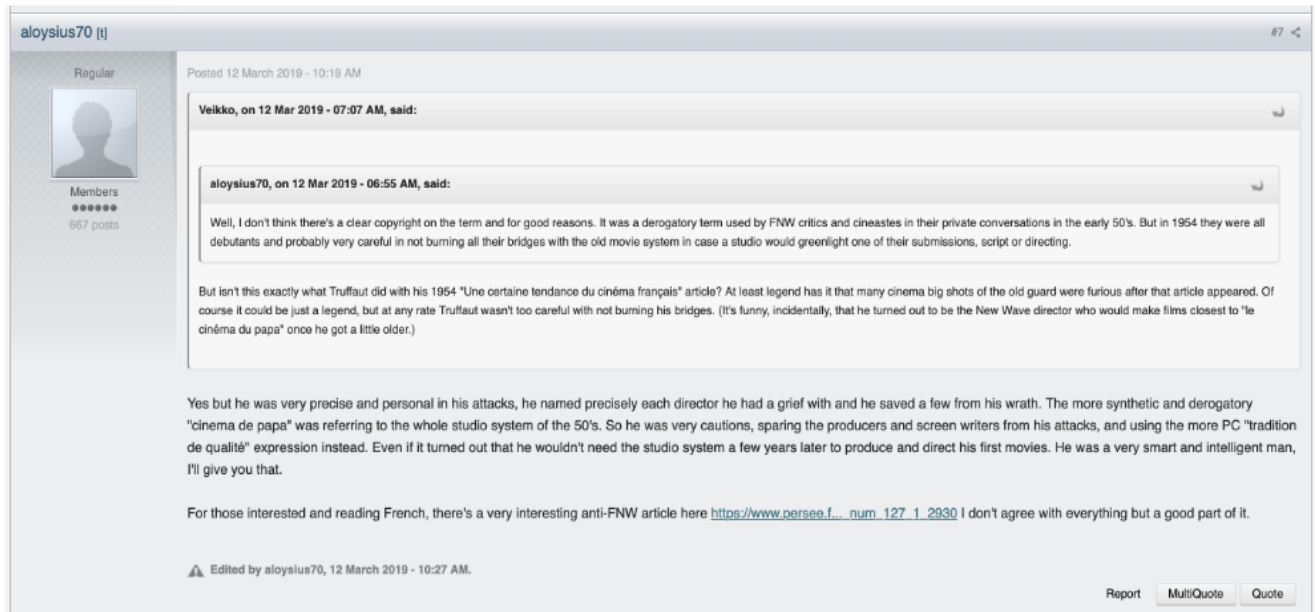 aloysius70 [t]
#7
Regular
Posted 12 March 2019 - 10:19 AM
Veikko, on 12 Mar 2019 - 07:07 AM, said:
aloysius70, on 12 Mar 2019 - 06:55 AM, said:
Members
667 posts
Well, I don't think there's a clear copyright on the term and for good reasons. It was a derogatory term used by FNW critics and cineastes in their private conversations in the early 50's. But in 1954 they were all
debutants and probably very careful in not burning all their bridges with the old movie system in case a studio would greenlight one of their submissions, script or directing.
But isn't this exactly what Truffaut did with his 1954 "Une certaine tendance du cinéma français" article? At least legend has it that many cinema big shots of the old guard were furious after that article appeared. Of
course it could be just a legend, but at any rate Truffaut wasn't too careful with not burning his bridges. (It's funny, incidentally, that he turned out to be the New Wave director who would make films closest to "le
cinéma du papa" once he got a little older.)
Yes but he was very precise and personal in his attacks, he named precisely each director he had a grief with and he saved a few from his wrath. The more synthetic and derogatory
"cinema de papa" was referring to the whole studio system of the 50's. So he was very cautions, sparing the producers and screen writers from his attacks, and using the more PC "tradition
de qualité" expression instead. Even if it turned out that he wouldn't need the studio system a few years later to produce and direct his first movies. He was a very smart and intelligent man,
I'll give you that.
For those interested and reading French, there's a very interesting anti-FNW article here https://www.persee.f..._num_127_1_2930 I don't agree with everything but a good part of it.
Edited by aloysius70, 12 March 2019 - 10:27 AM.
Report MultiQuote Quote